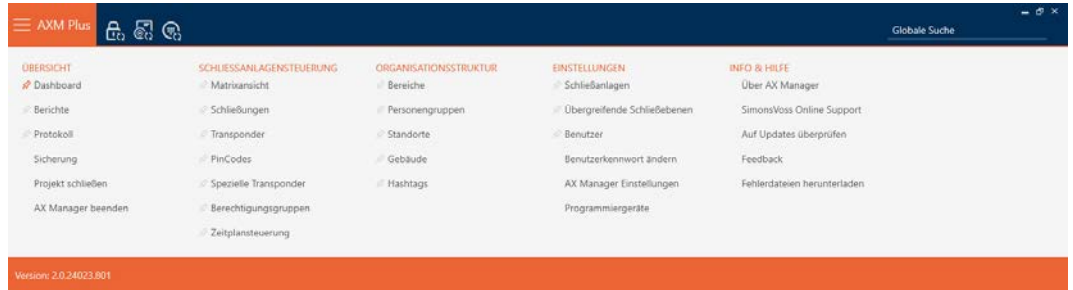 AXM Plus
Globale Suche
ÜBERSICHT
Dashboard
Berichte
Protokoll
Sicherung
Projekt schließen
AX Manager beenden
SCHLIESSANLAGENSTEUERUNG
Matrixansicht
Schließungen
Transponder
PinCodes
Spezielle Transponder
Berechtigungsgruppen
Zeitplansteuerung
ORGANISATIONSSTRUKTUR
Bereiche
Personengruppen
Standorte
Gebäude
Hashtags
EINSTELLUNGEN
Schließanlagen
Übergreifende Schließebenen
Benutzer
Benutzerkennwort ändern
AX Manager Einstellungen
Programmiergeräte
INFO & HILFE
Über AX Manager
SimonsVoss Online Support
Auf Updates überprüfen
Feedback
Fehlerdateien herunterladen
Version: 2.0.24023.801